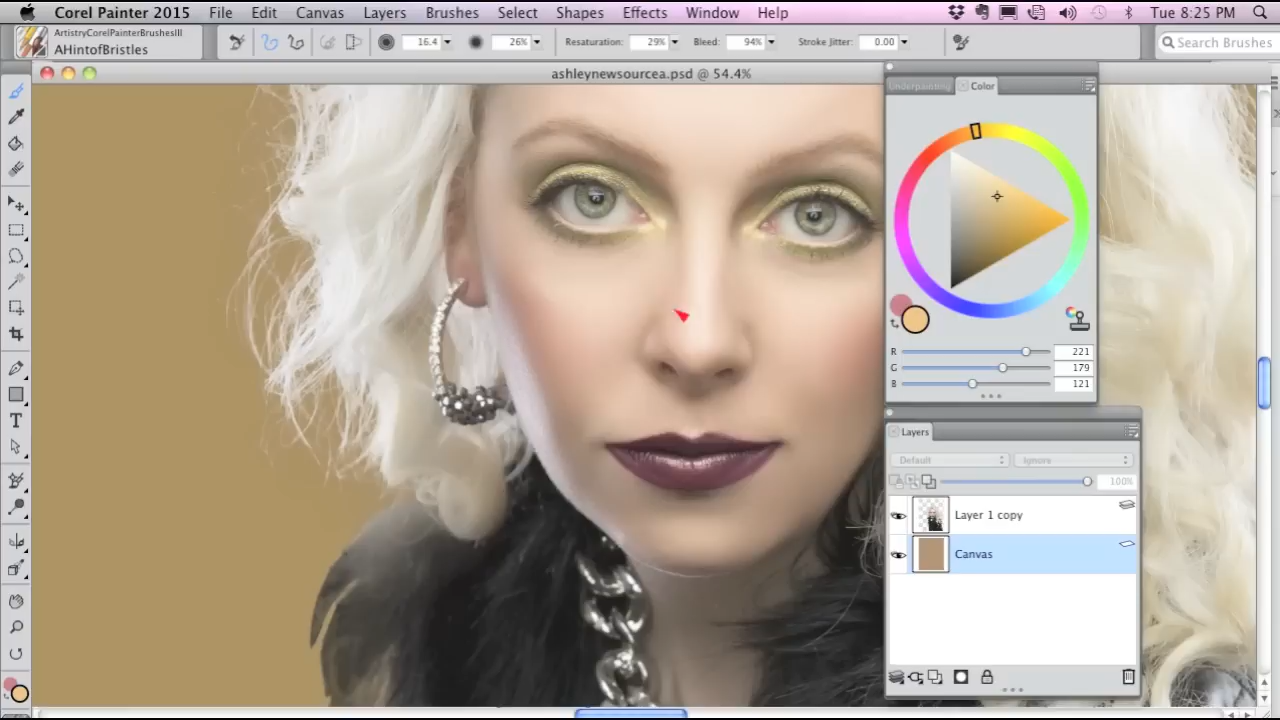 Corel Painter 2015 File Edit Canvas Layers Brushes Select Shapes Effects Window Help Tue 8:25 PM
ArtistryCorelPainterBrushesIII
AHintofBristles
16.4 26% Resaturation: 29% Bleed: 94% Stroke Jitter: 0.00 Search Brushes
ashleynewsourcea.psd @ 54.4%
Underpainting Color
R 221
G 179
B 121
Layers
Default Ignore
100%
Layer 1 copy
Canvas
T